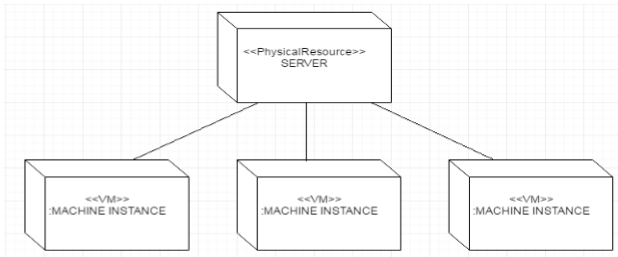 <<PhysicalResource>>
SERVER
<<VM>>
:MACHINE INSTANCE
<<VM>>
:MACHINE INSTANCE
<<VM>>
:MACHINE INSTANCE